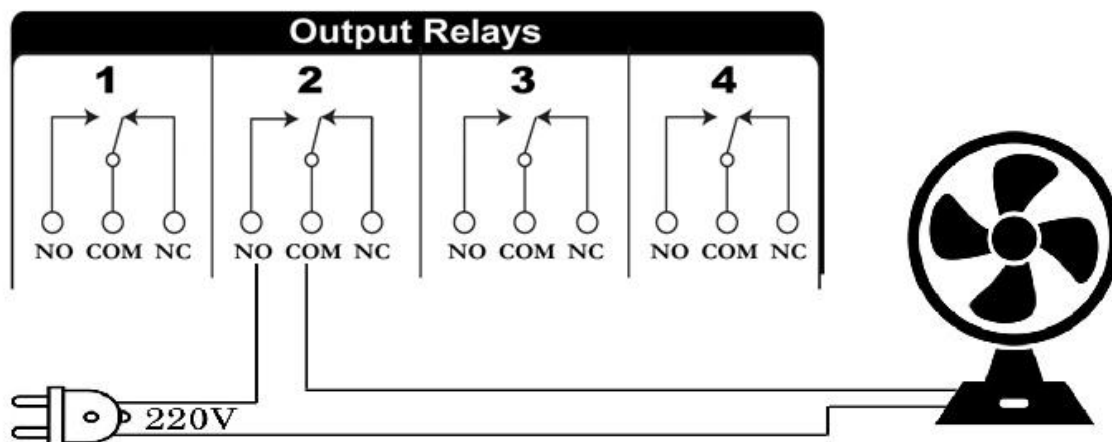 Output Relays
1 2 3 4
NO COM NC NO COM NC NO COM NC NO COM NC
220V